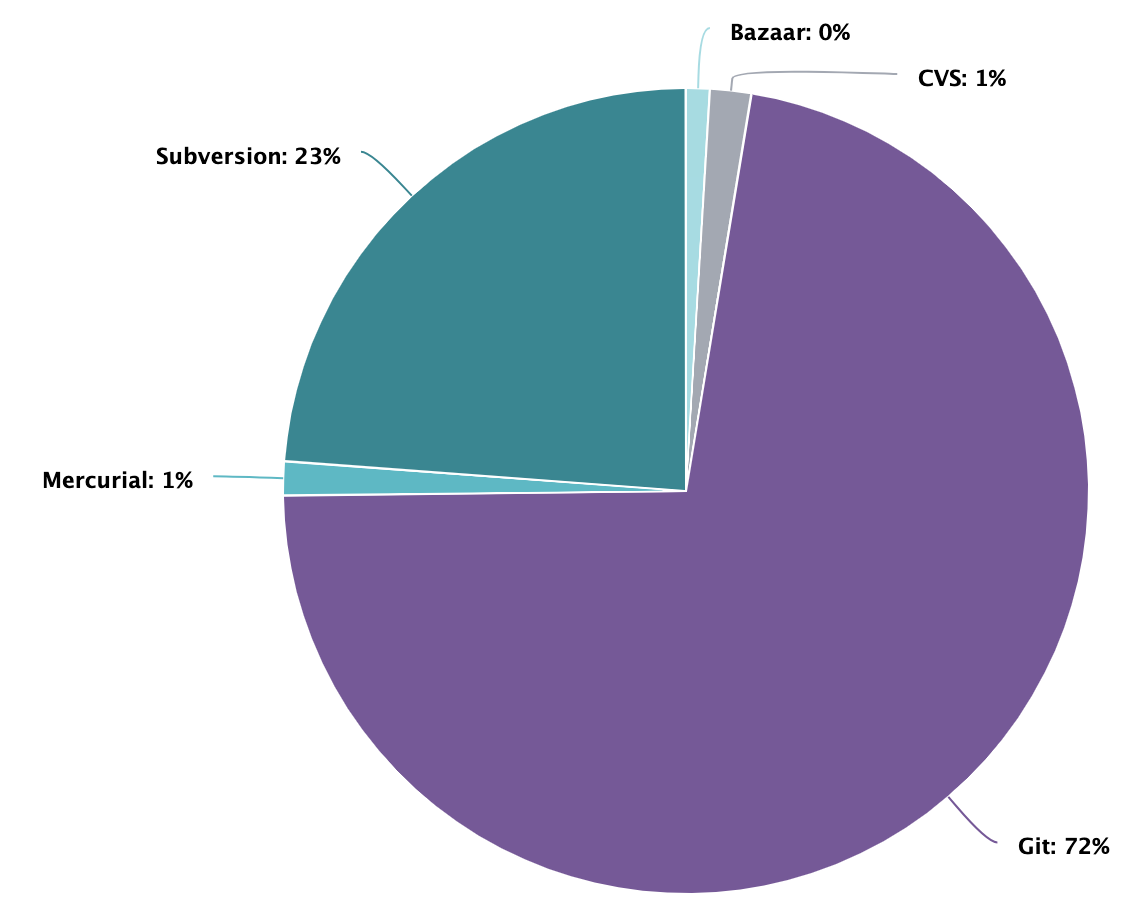 Bazaar: 0%
CVS: 1%
Subversion: 23%
Mercurial: 1%
Git: 72%